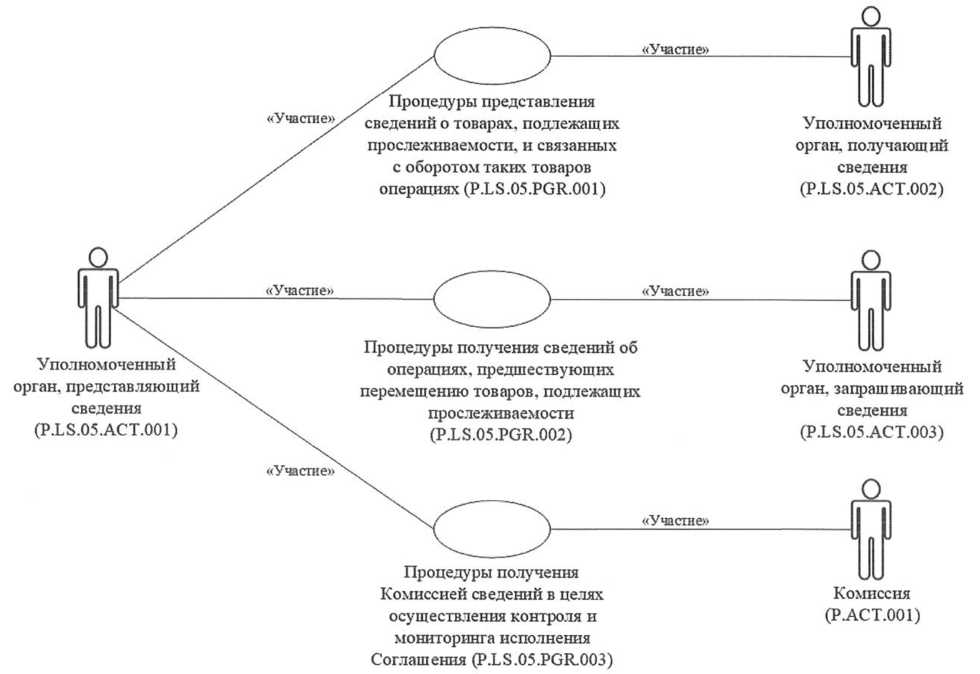 «Участие»
Процедуры представления
сведений о товарах, подлежащих
прослеживаемости, и связанных
с оборотом таких товаров
операциях (P.LS.05.PGR.001)
Уполномоченный
орган, получающий
сведения
(P.LS.05.ACT.002)
«Участие»
«Участие»
«Участие»
Уполномоченный
орган, представляющий
сведения
(P.LS.05.ACT.001)
Процедуры получения сведений об
операциях, предшествующих
перемещению товаров, подлежащих
прослеживаемости
(P.LS.05.PGR.002)
Уполномоченный
орган, запрашивающий
сведения
(P.LS.05.ACT.003)
«Участие»
«Участие»
Процедуры получения
Комиссией сведений в целях
осуществления контроля и
мониторинга исполнения
Соглашения (P.LS.05.PGR.003)
Комиссия
(P.ACT.001)